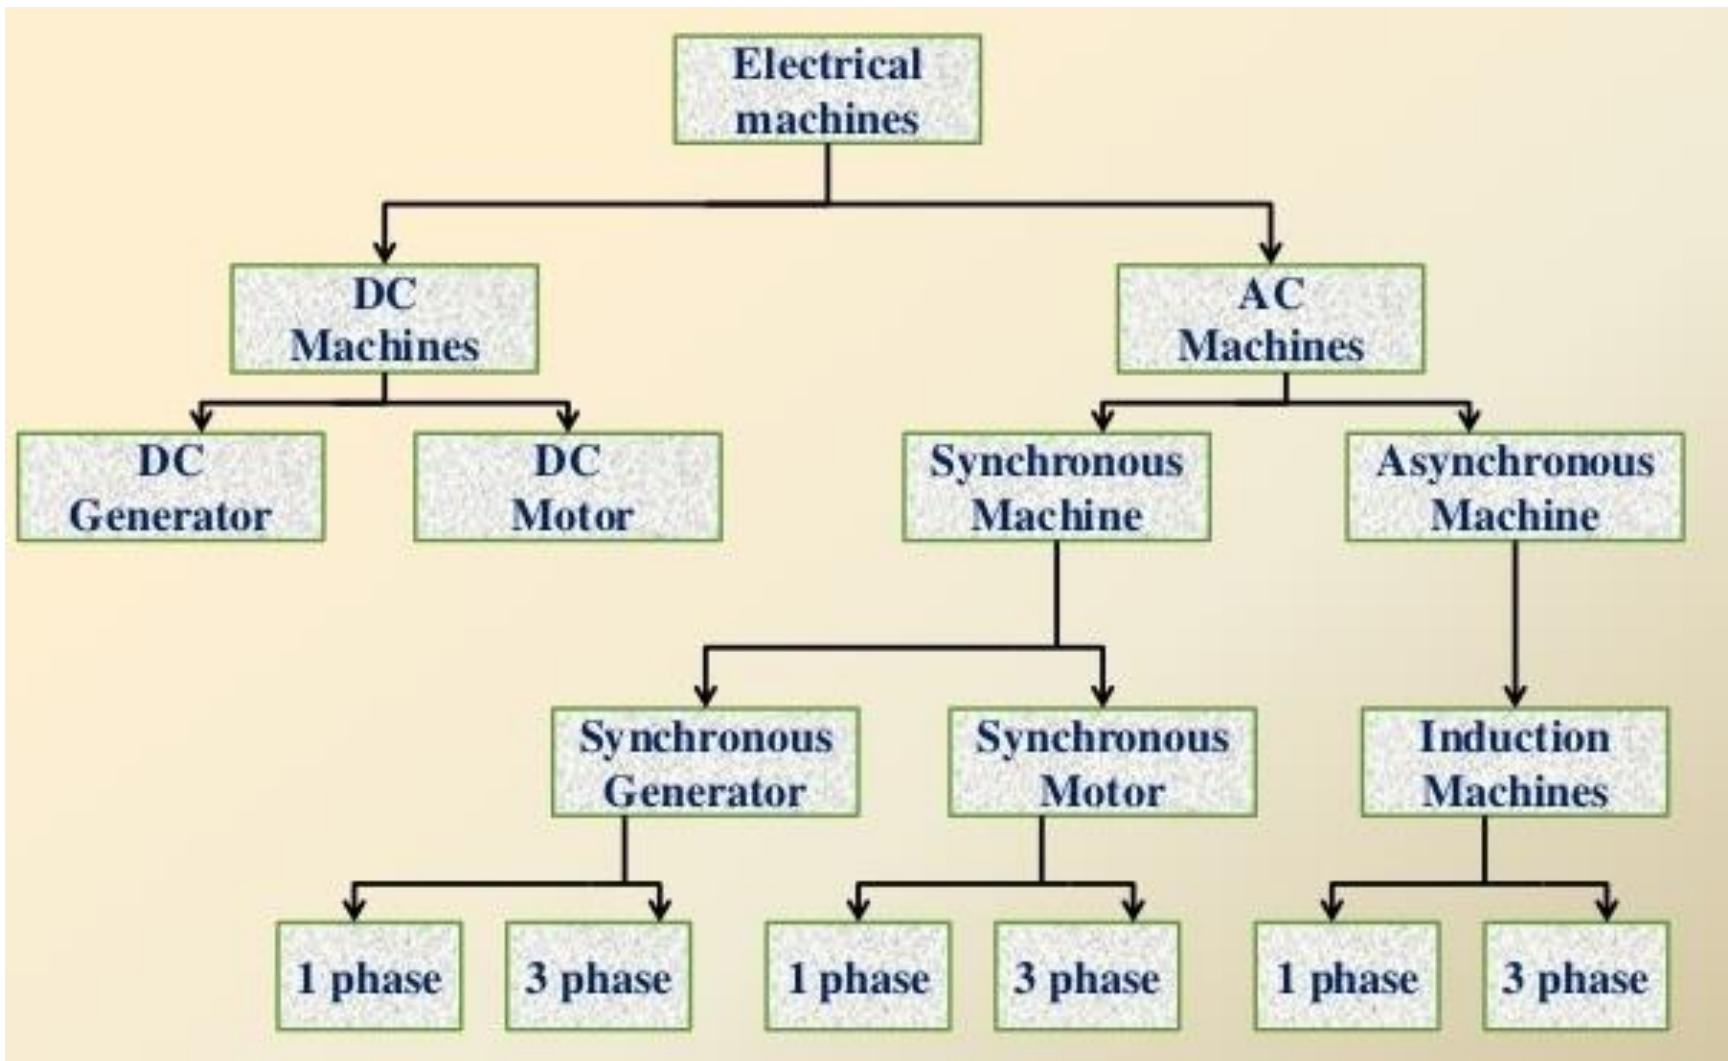 Electrical
machines
DC
Machines
AC
Machines
DC
Generator
DC
Motor
Synchronous
Machine
Asynchronous
Machine
Synchronous
Generator
Synchronous
Motor
Induction
Machines
1 phase
3 phase
1 phase
3 phase
1 phase
3 phase